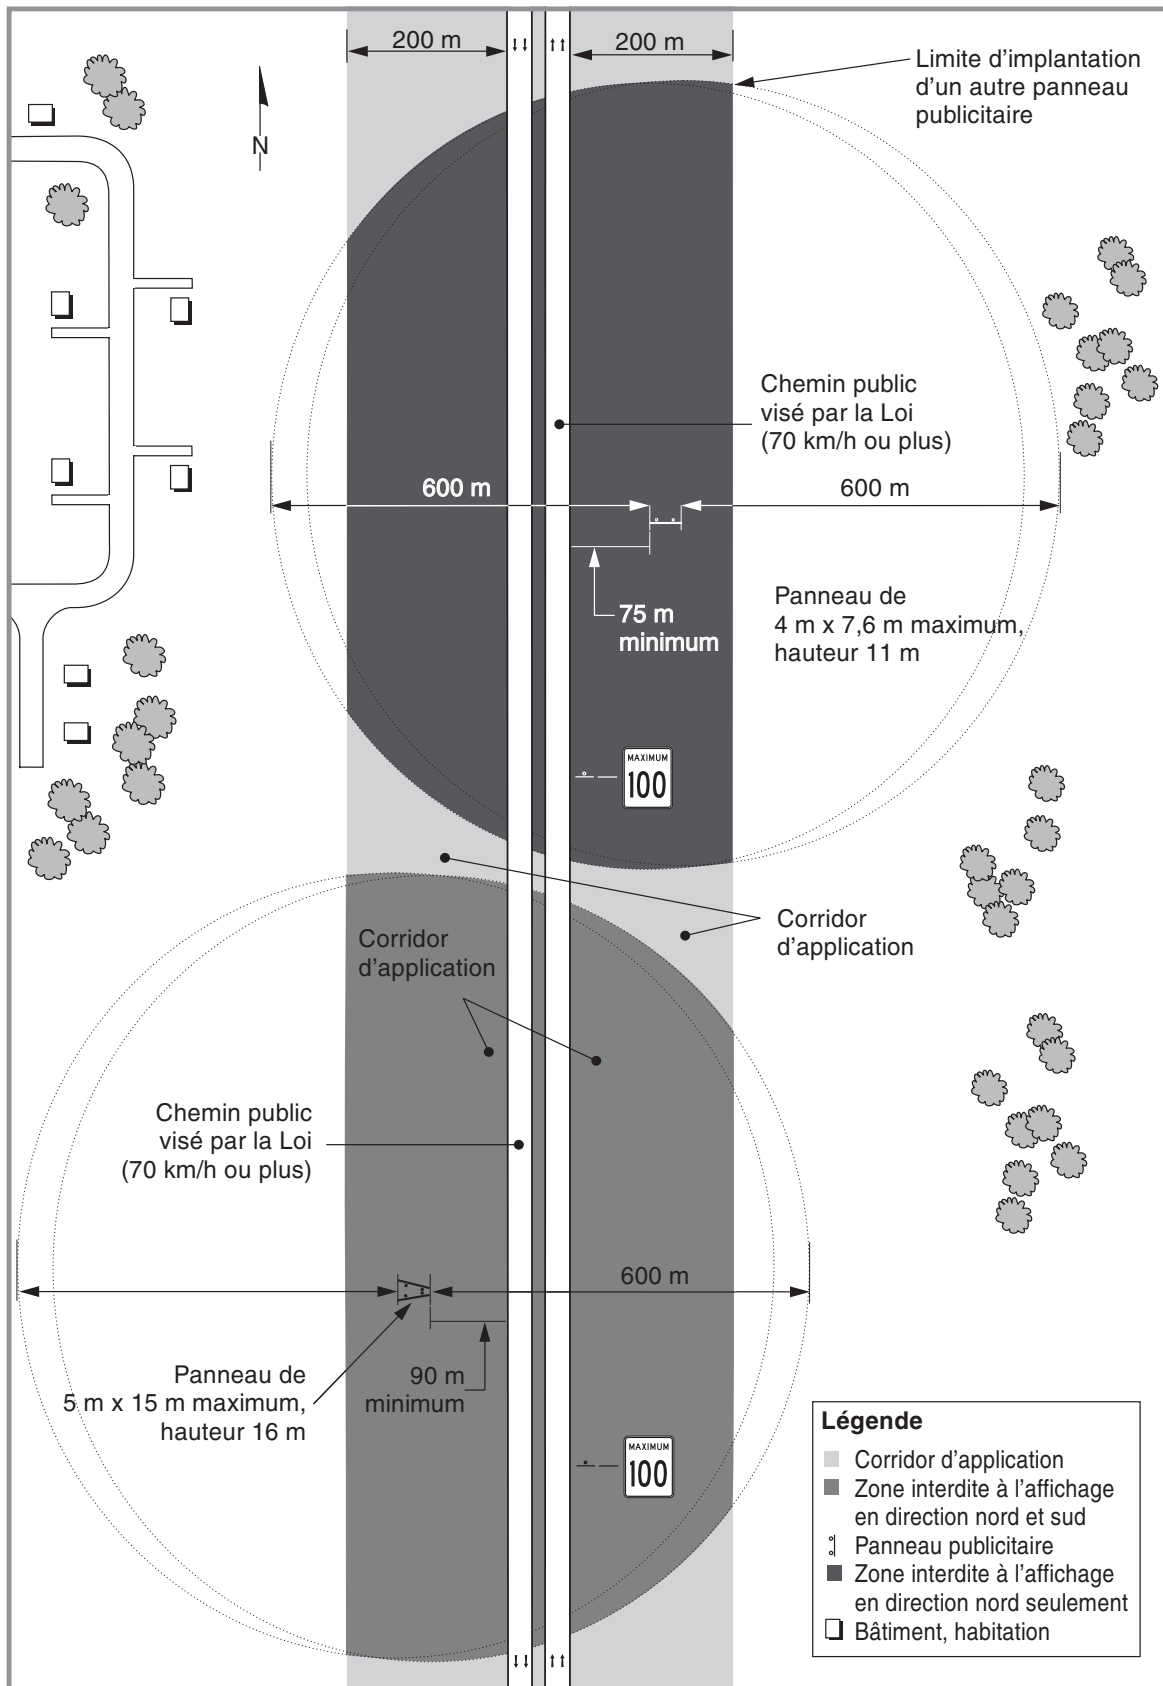 200 m
200 m
Limite d'implantation
d'un autre panneau
publicitaire
N
Chemin public
visé par la Loi
(70 km/h ou plus)
600 m
600 m
75 m
minimum
Panneau de
4 m x 7,6 m maximum,
hauteur 11 m
MAXIMUM
100
Corridor
d'application
Corridor
d'application
Chemin public
visé par la Loi
(70 km/h ou plus)
600 m
Panneau de
5 m x 15 m maximum,
hauteur 16 m
90 m
minimum
MAXIMUM
100
Légende
Corridor d'application
Zone interdite à l'affichage
en direction nord et sud
Panneau publicitaire
Zone interdite à l'affichage
en direction nord seulement
Bâtiment, habitation